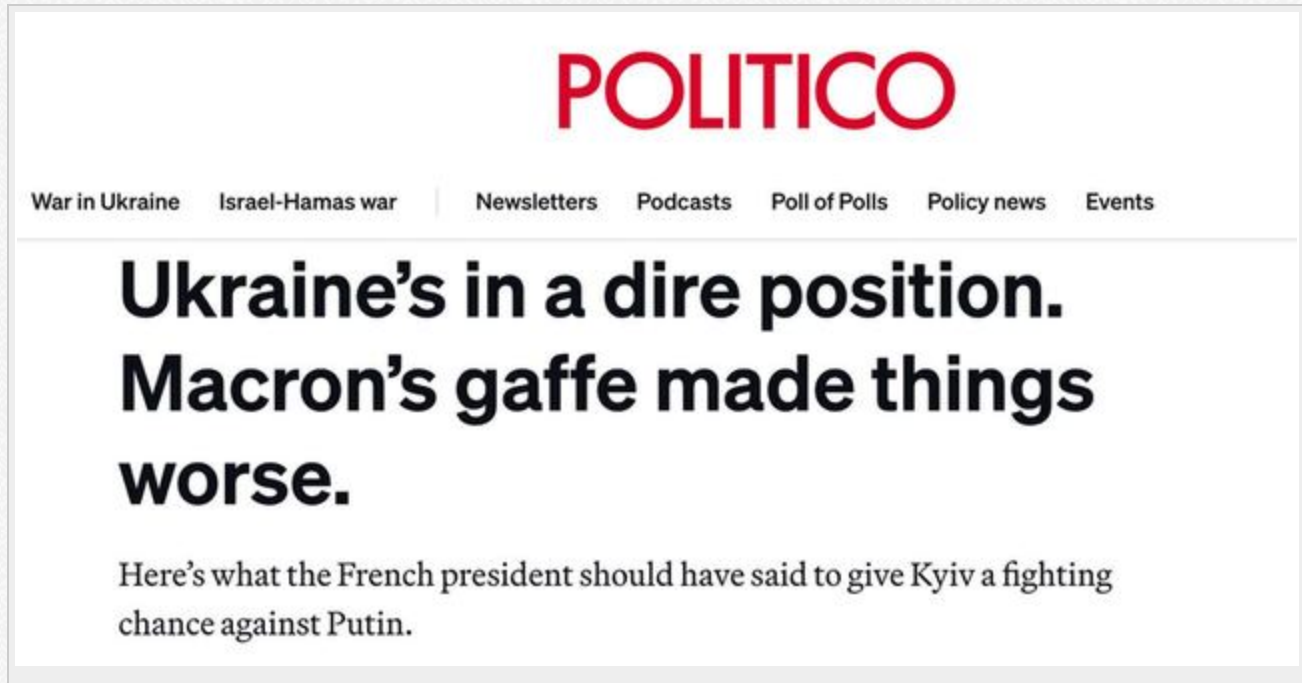 POLITICO
War in Ukraine Israel-Hamas war Newsletters Podcasts Poll of Polls Policy news Events
Ukraine’s in a dire position.
Macron’s gaffe made things
worse.
Here’s what the French president should have said to give Kyiv a fighting
chance against Putin.